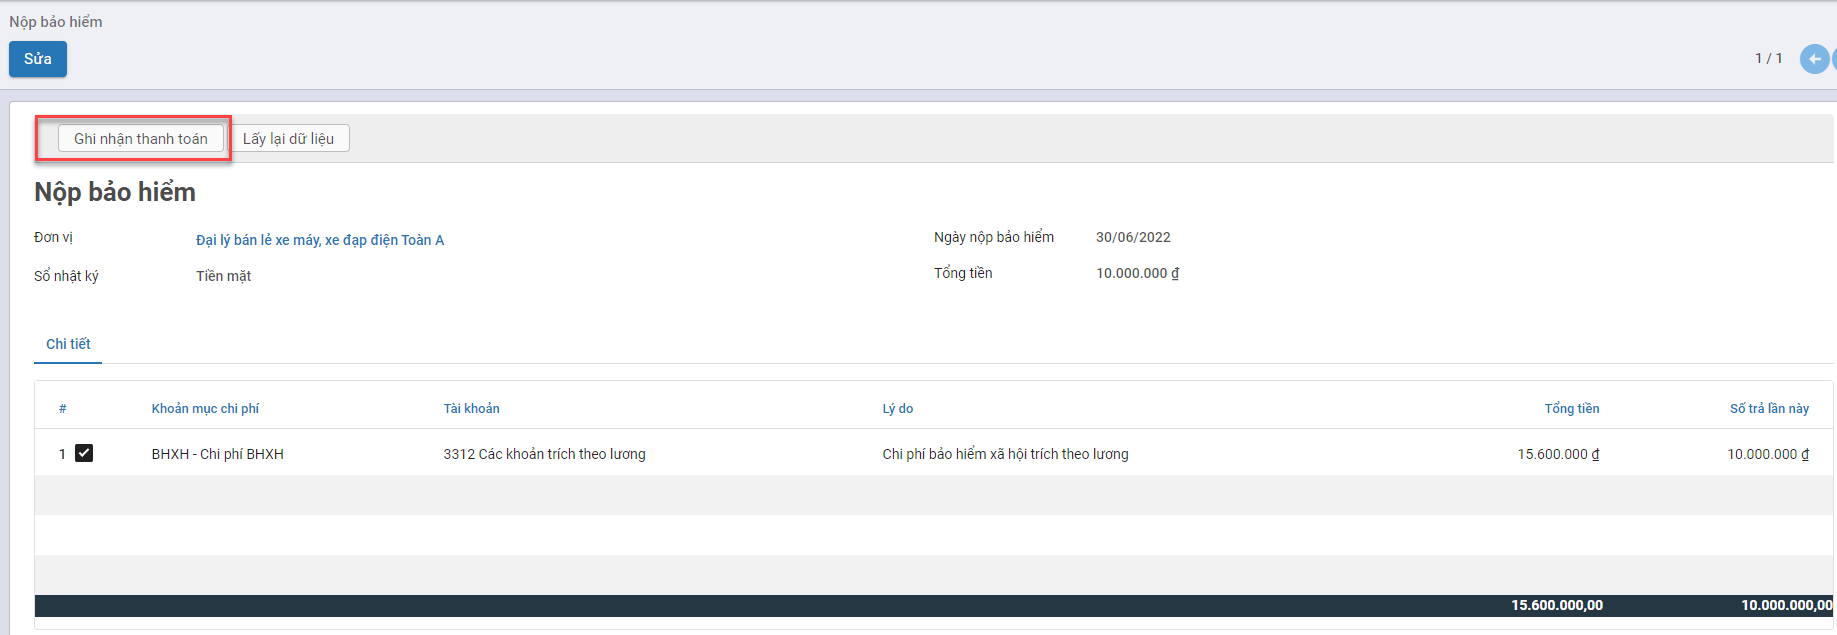 Nộp bảo hiểm
Sửa
1 / 1
Ghi nhận thanh toán
Lấy lại dữ liệu
Nộp bảo hiểm
Đơn vị
Đại lý bán lẻ xe máy, xe đạp điện Toàn A
Ngày nộp bảo hiểm
30/06/2022
Sổ nhật ký
Tiền mặt
Tổng tiền
10.000.000 ₫
Chi tiết
# Khoản mục chi phí Tài khoản Lý do Tổng tiền Số trả lần này
1 BHXH - Chi phí BHXH 3312 Các khoản trích theo lương Chi phí bảo hiểm xã hội trích theo lương 15.600.000 ₫ 10.000.000 ₫
15.600.000,00 10.000.000,00